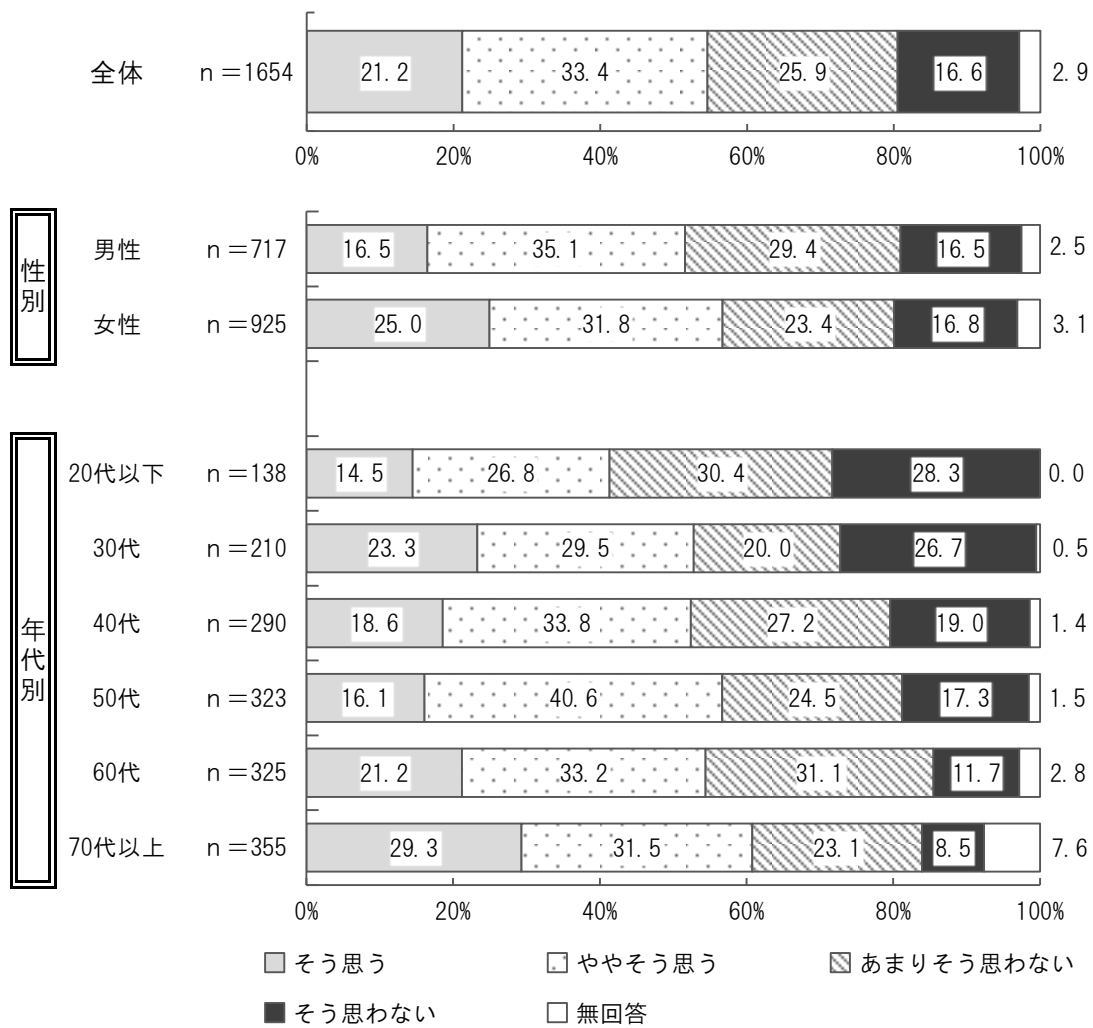 全体 n=1654 21.2 33.4 25.9 16.6 2.9
0% 20% 40% 60% 80% 100%
性別
男性 n=717 16.5 35.1 29.4 16.5 2.5
女性 n=925 25.0 31.8 23.4 16.8 3.1
年代別
20代以下 n=138 14.5 26.8 30.4 28.3 0.0
30代 n=210 23.3 29.5 20.0 26.7 0.5
40代 n=290 18.6 33.8 27.2 19.0 1.4
50代 n=323 16.1 40.6 24.5 17.3 1.5
60代 n=325 21.2 33.2 31.1 11.7 2.8
70代以上 n=355 29.3 31.5 23.1 8.5 7.6
0% 20% 40% 60% 80% 100%
そう思う ややそう思う あまりそう思わない
そう思わない 無回答